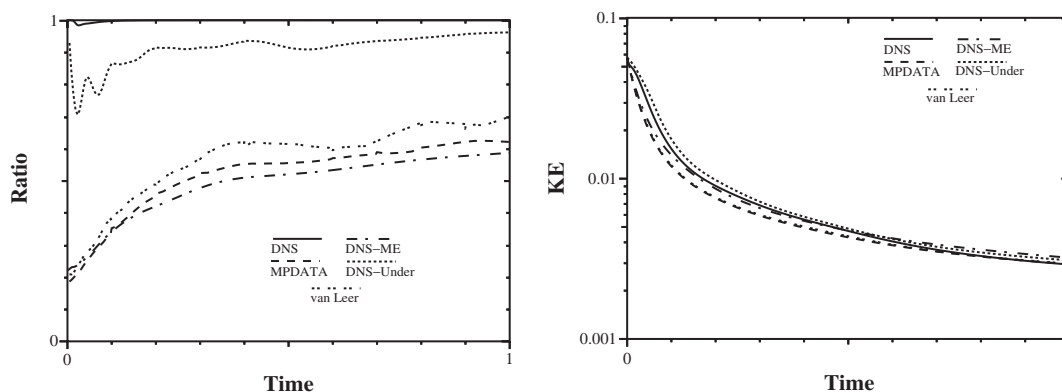 1
Ratio
DNS
DNS–ME
MPDATA
DNS–Under
van Leer
0
0
1
Time
0.1
KE
DNS
DNS–ME
MPDATA
DNS–Under
van Leer
0.01
0.001
0
Time